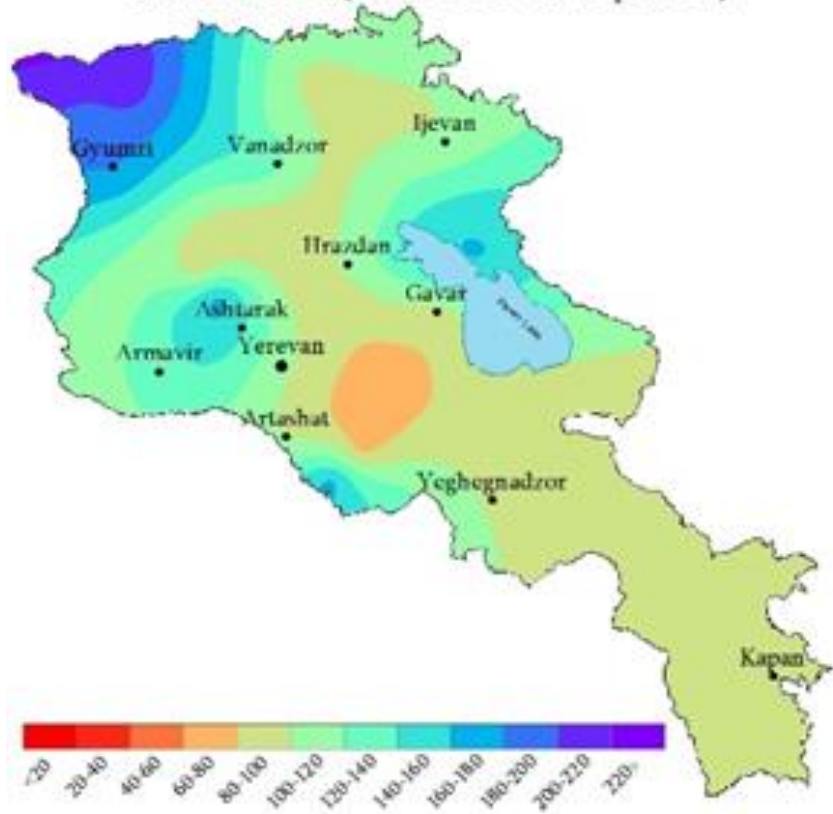 Ijevan
Gyumri
Vanadzor
Hrazdan
Gavar
Ashtarak
Armavir
Yerevan
Artashat
Yeghegnadzor
Kapan
<20
20-40
40-60
60-80
80-100
100-120
120-140
140-160
160-180
180-200
200-220
220>